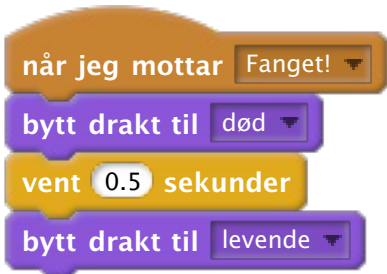 når jeg mottar Fanget!
bytt drakt til død
vent 0.5 sekunder
bytt drakt til levende